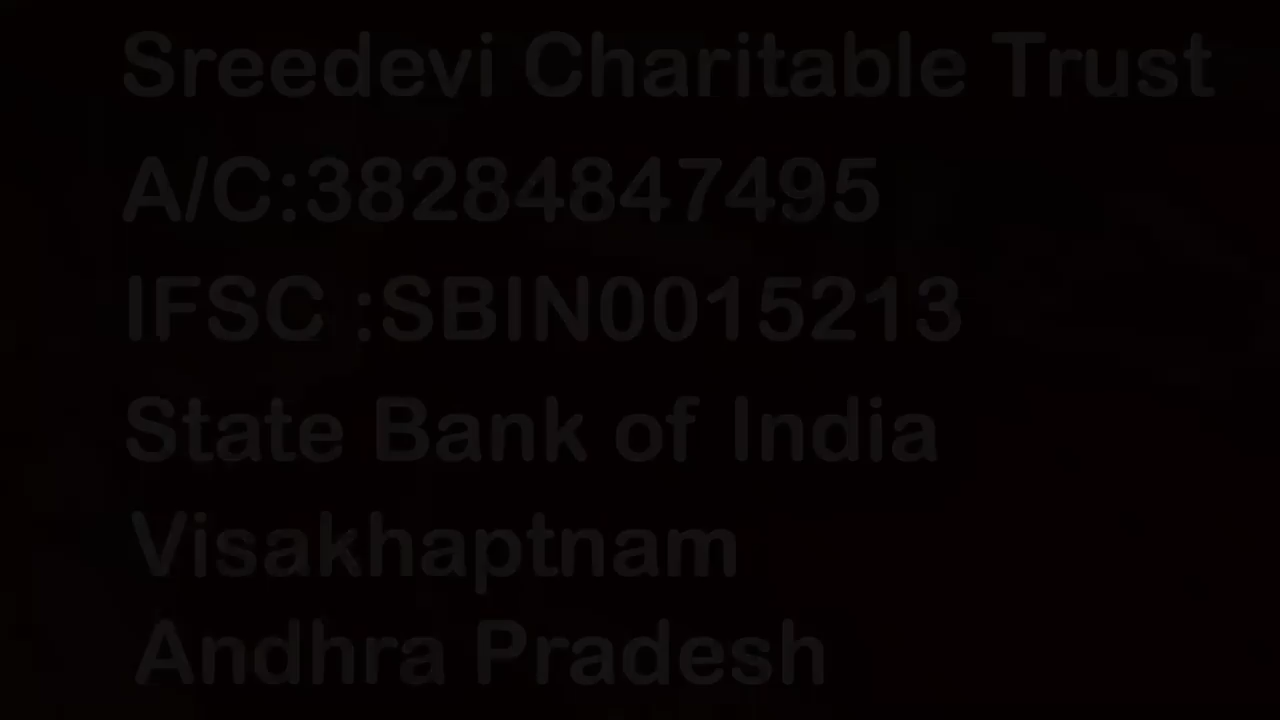 Sreedevi Charitable Trust
A/C:38284847495
IFSC :SBIN0015213
State Bank of India
Visakhaptnam
Andhra Pradesh